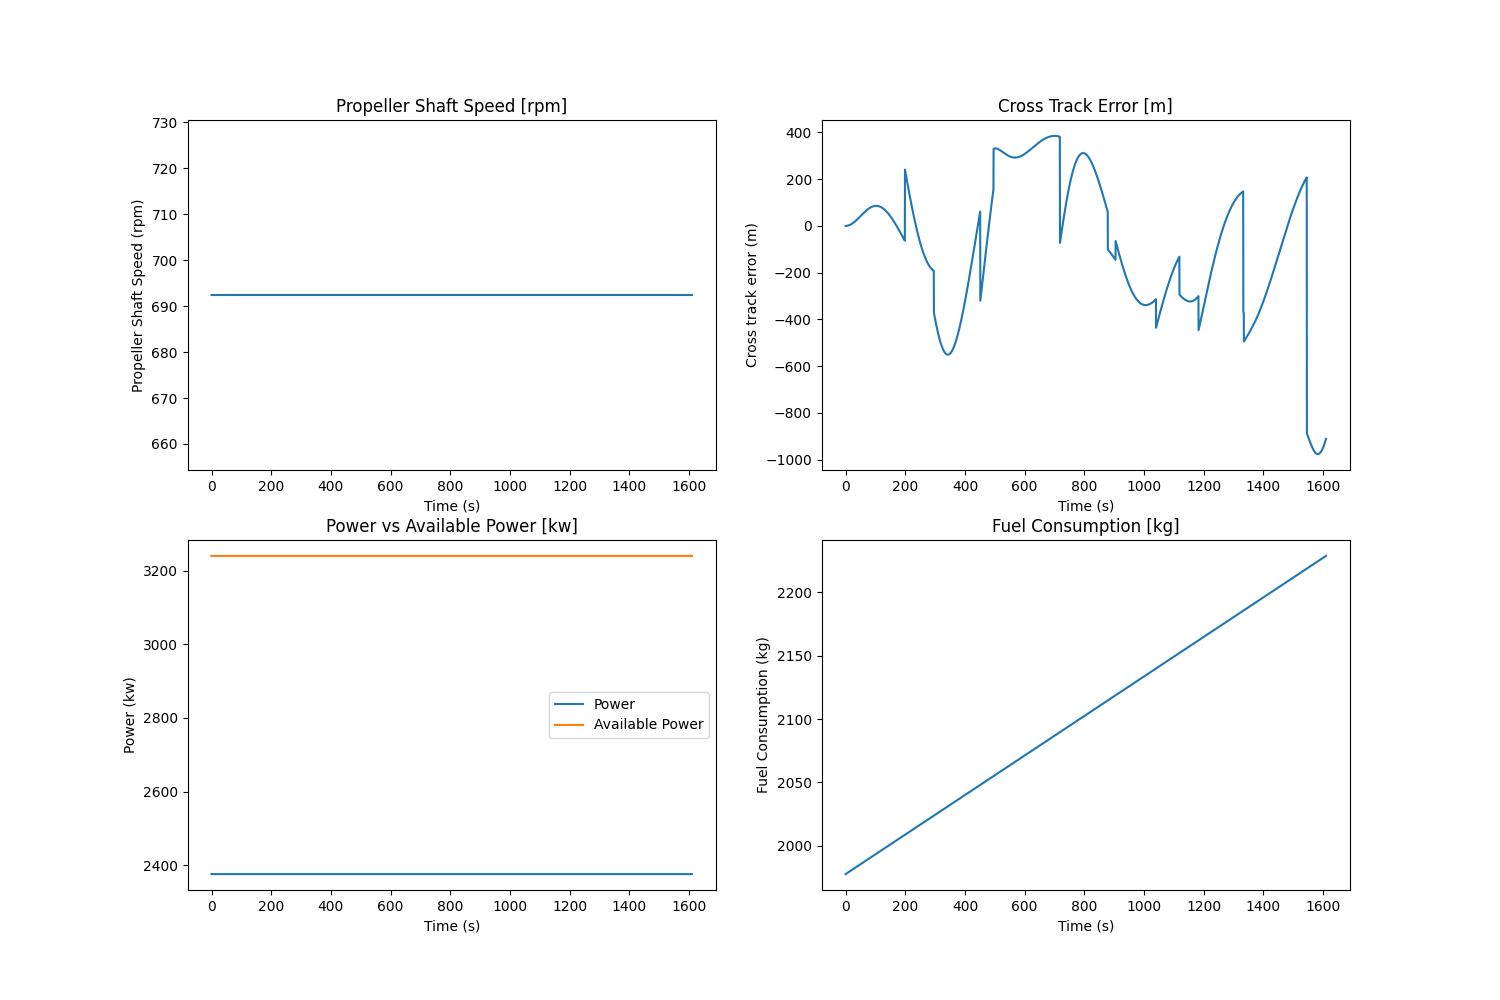 Propeller Shaft Speed [rpm]
730
720
710
700
690
680
670
660
Propeller Shaft Speed (rpm)
0 200 400 600 800 1000 1200 1400 1600
Time (s)
Cross Track Error [m]
400
200
0
−200
−400
−600
−800
−1000
Cross track error (m)
0 200 400 600 800 1000 1200 1400 1600
Time (s)
Power vs Available Power [kw]
3200
3000
2800
2600
2400
Power (kw)
Power
Available Power
0 200 400 600 800 1000 1200 1400 1600
Time (s)
Fuel Consumption [kg]
2200
2150
2100
2050
2000
Fuel Consumption (kg)
0 200 400 600 800 1000 1200 1400 1600
Time (s)